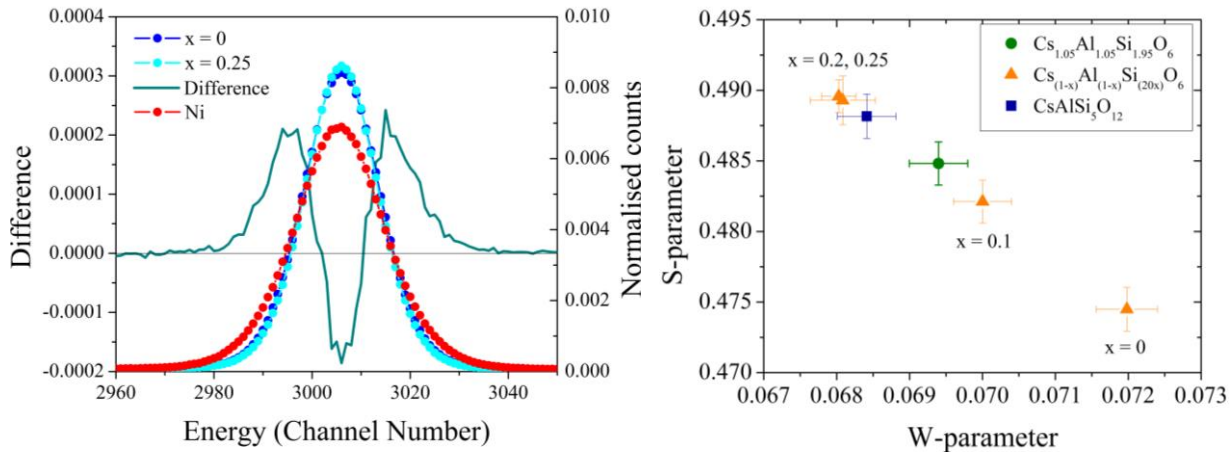 0.0004
0.0003
0.0002
0.0001
0.0000
-0.0001
-0.0002
Difference
x = 0
x = 0.25
Difference
Ni
0.010
0.008
0.006
0.004
0.002
0.000
Normalised counts
2960 2980 3000 3020 3040
Energy (Channel Number)
0.495
0.490
0.485
0.480
0.475
0.470
S-parameter
x = 0.2, 0.25
Cs1.05Al1.05Si1.95O6
Cs(1-x)Al(1-x)Si(20x)O6
CsAlSi5O12
x = 0.1
x = 0
0.067 0.068 0.069 0.070 0.071 0.072 0.073
W-parameter